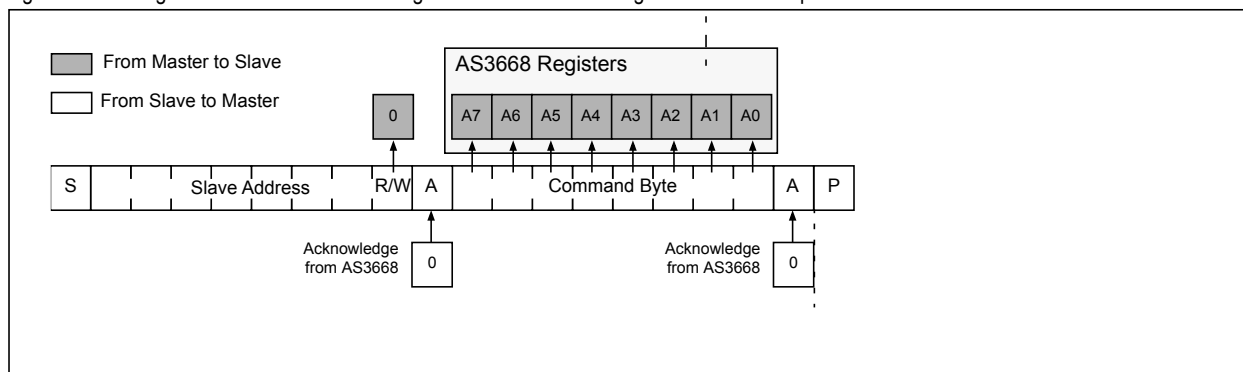 From Master to Slave
From Slave to Master
AS3668 Registers
0 A7 A6 A5 A4 A3 A2 A1 A0
S Slave Address R/W A Command Byte A P
Acknowledge
from AS3668
0
Acknowledge
from AS3668
0